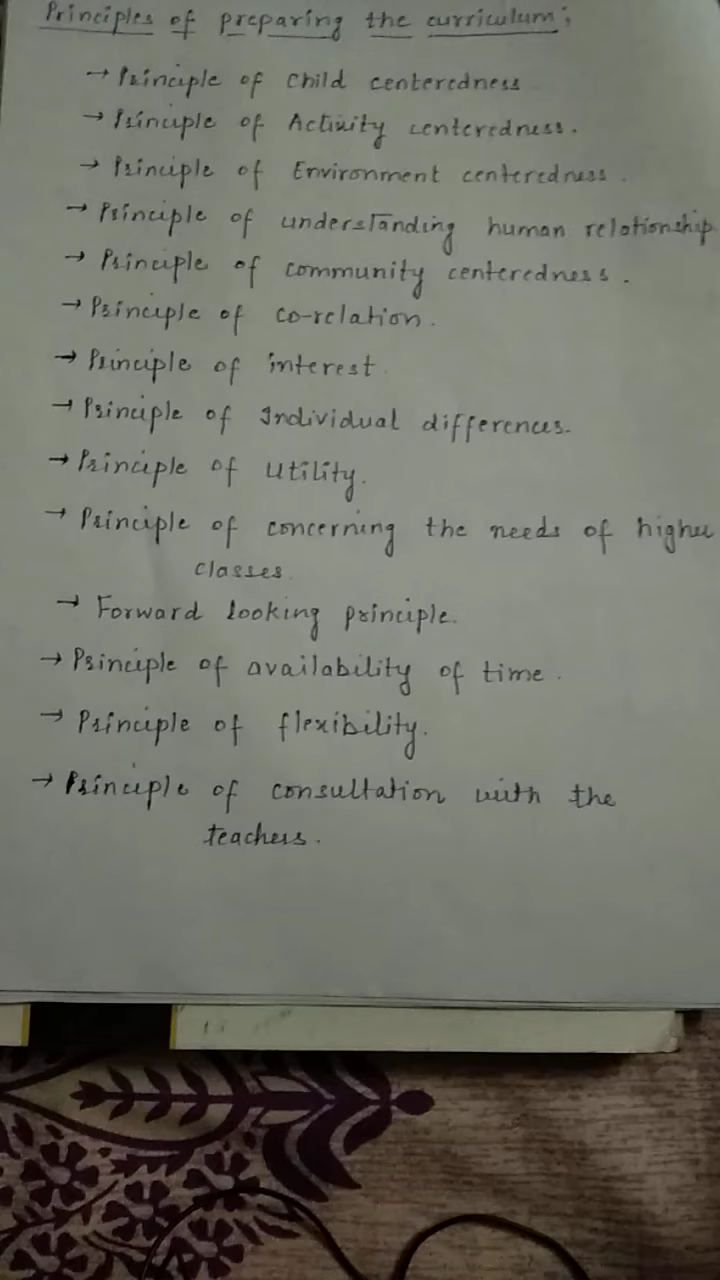 Principles of preparing the curriculum;
→ Principle of child centeredness
→ Principle of Activity centeredness.
→ Principle of Environment centeredness.
→ Principle of understanding human relationship
→ Principle of community centeredness.
→ Principle of co-relation.
→ Principle of interest.
→ Principle of Individual differences.
→ Principle of Utility.
→ Principle of concerning the needs of higher
classes.
→ Forward looking principle.
→ Principle of availability of time.
→ Principle of flexibility.
→ Principle of consultation with the
teachers.